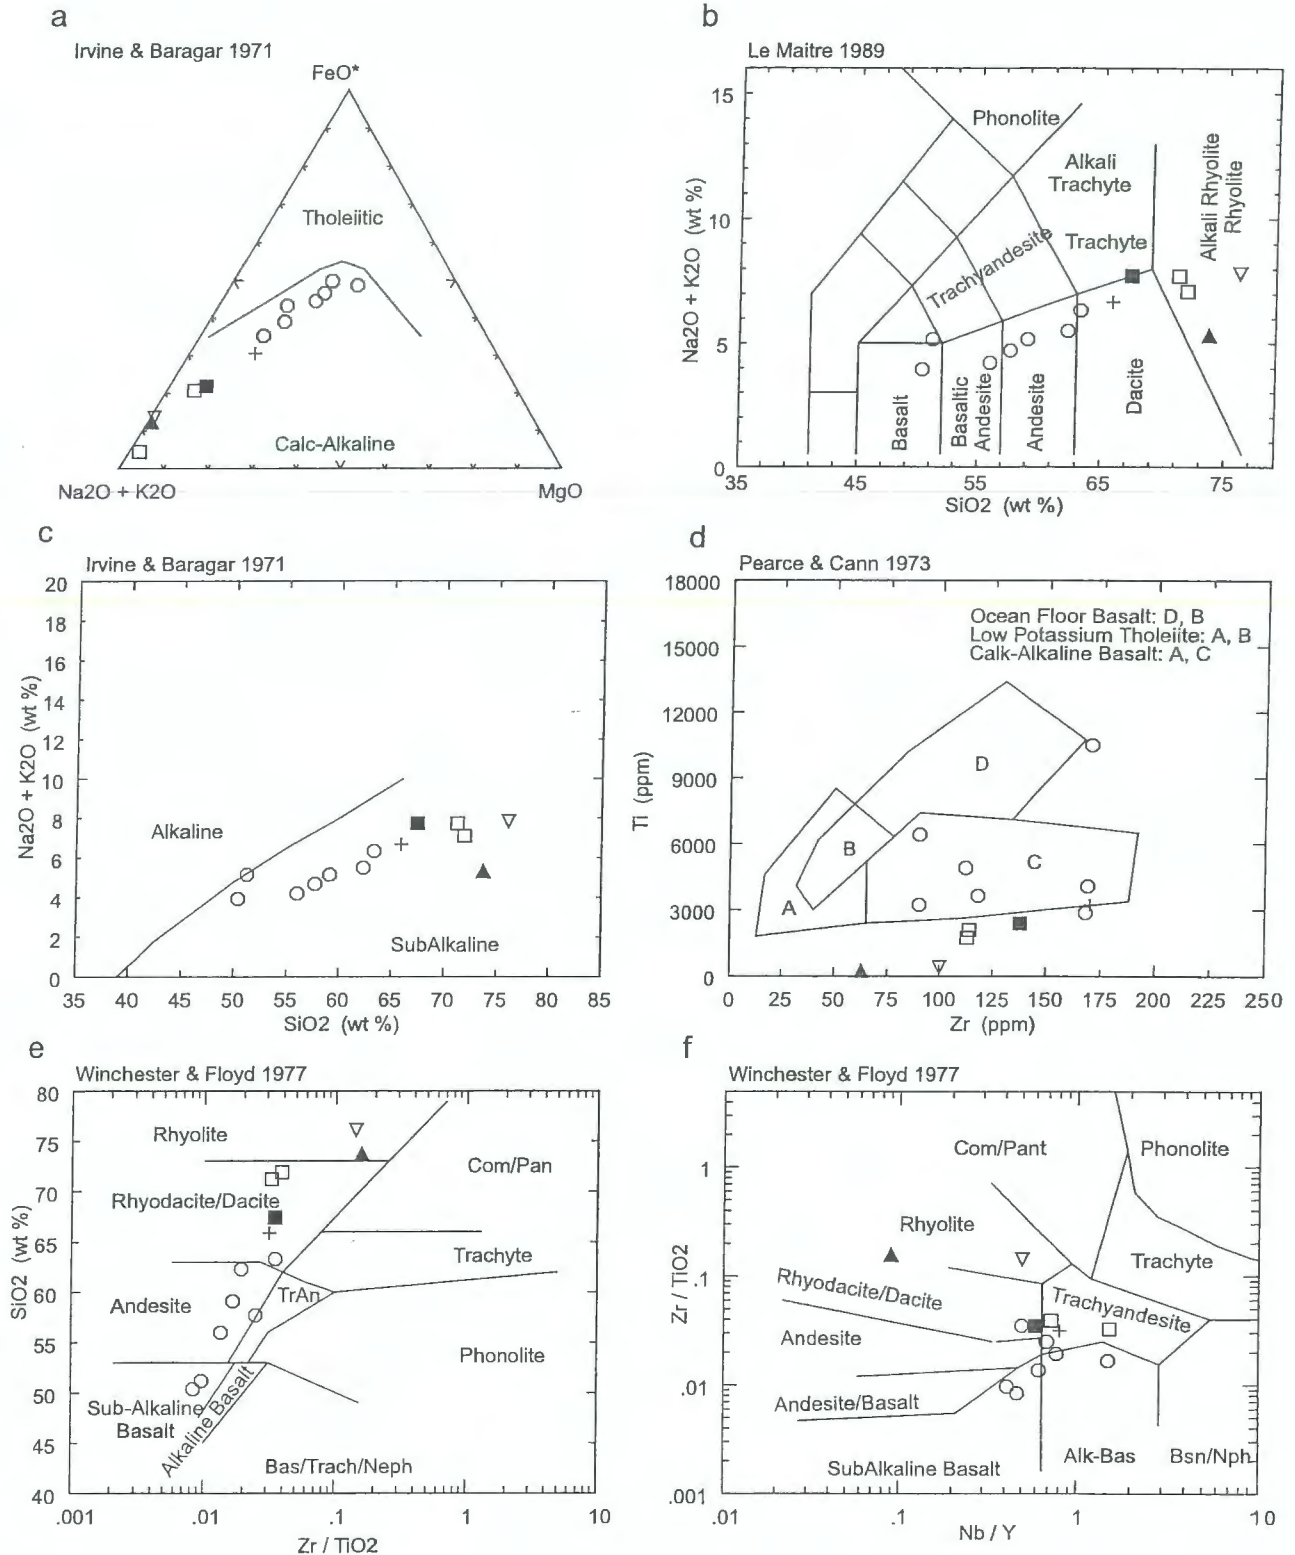 a
Irvine & Baragar 1971
FeO*
Tholeiitic
Calc-Alkaline
Na2O + K2O
MgO
b
Le Maitre 1989
Na2O + K2O (wt %)
15
10
5
0
Phonolite
Alkali
Trachyte
Trachyte
Trachyandesite
Alkali Rhyolite
Rhyolite
Basalt
Basaltic
Andesite
Andesite
Dacite
35
45
55
65
75
SiO2 (wt %)
c
Irvine & Baragar 1971
Na2O + K2O (wt %)
20
18
16
14
12
10
8
6
4
2
0
Alkaline
SubAlkaline
35
40
45
50
55
60
65
70
75
80
85
SiO2 (wt %)
d
Pearce & Cann 1973
Ti (ppm)
18000
15000
12000
9000
6000
3000
0
Ocean Floor Basalt: D, B
Low Potassium Tholeiite: A, B
Calk-Alkaline Basalt: A, C
D
B
C
A
0
25
50
75
100
125
150
175
200
225
250
Zr (ppm)
e
Winchester & Floyd 1977
SiO2 (wt %)
80
75
70
65
60
55
50
45
40
Rhyolite
Com/Pan
Rhyodacite/Dacite
Trachyte
TrAn
Andesite
Phonolite
Sub-Alkaline
Basalt
Alkaline Basalt
Bas/Trach/Neph
.001
.01
0.1
1
10
Zr / TiO2
f
Winchester & Floyd 1977
Zr / TiO2
1
.1
.01
.001
Com/Pant
Phonolite
Rhyolite
Trachyte
Rhyodacite/Dacite
Trachyandesite
Andesite
Andesite/Basalt
SubAlkaline Basalt
Alk-Bas
Bsn/Nph
.01
.1
1
10
Nb / Y